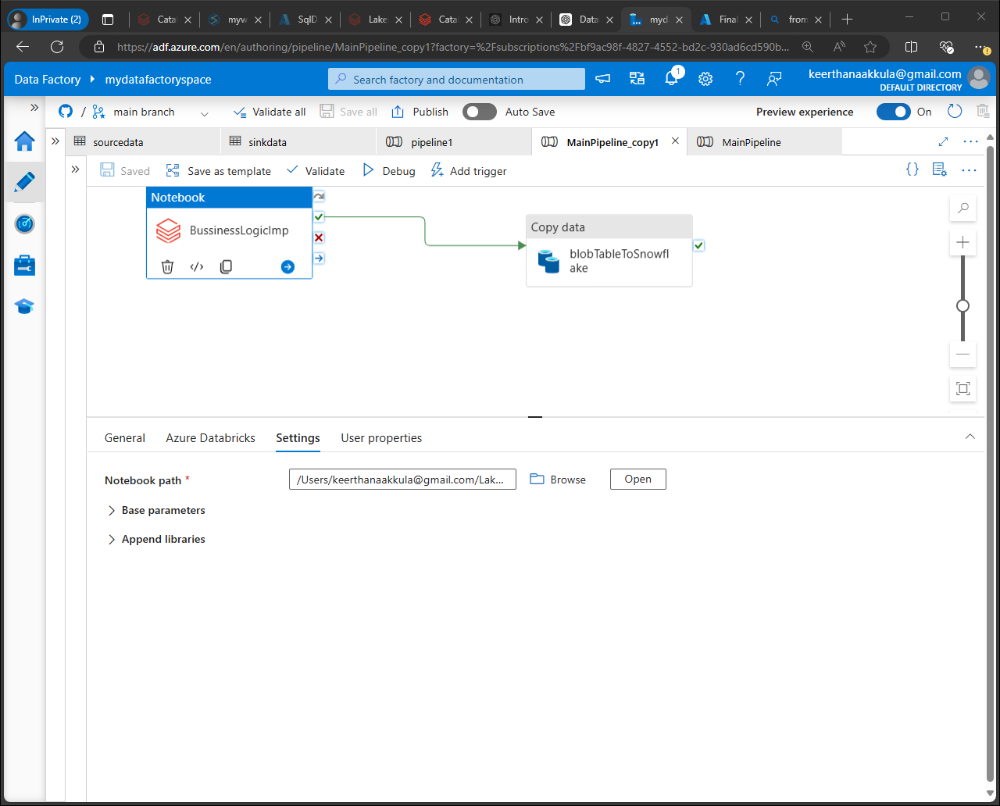 InPrivate (2)
Catal
myw
SqlD
Lake
Catal
Intro
Data
myd
Final
from
https://adf.azure.com/en/authoring/pipeline/MainPipeline_copy1?factory=%2Fsubscriptions%2Fbf9ac98f-4827-4552-bd2c-930ad6cd590b...
Data Factory
mydatafactoryspace
Search factory and documentation
1
keerthanaakkula@gmail.com
DEFAULT DIRECTORY
/
main branch
Validate all
Save all
Publish
Auto Save
Preview experience
On
sourcedata
sinkdata
pipeline1
MainPipeline_copy1
MainPipeline
Saved
Save as template
Validate
Debug
Add trigger
Notebook
BussinessLogicImp
Copy data
blobTableToSnowfl
ake
General
Azure Databricks
Settings
User properties
Notebook path *
/Users/keerthanaakkula@gmail.com/Lak...
Browse
Open
Base parameters
Append libraries